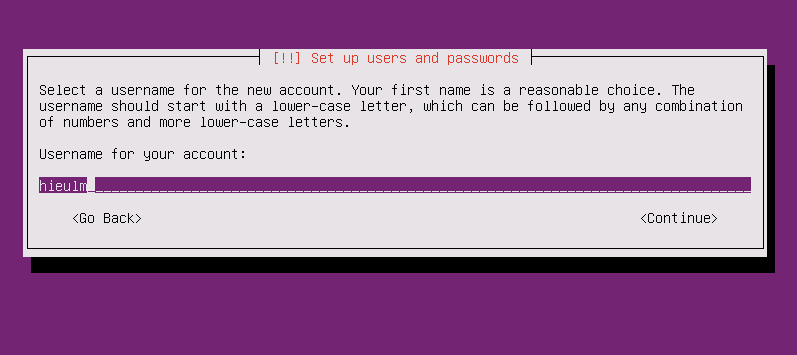 [!!] Set up users and passwords
Select a username for the new account. Your first name is a reasonable choice. The
username should start with a lower-case letter, which can be followed by any combination
of numbers and more lower-case letters.
Username for your account:
hieulm
<Go Back> <Continue>